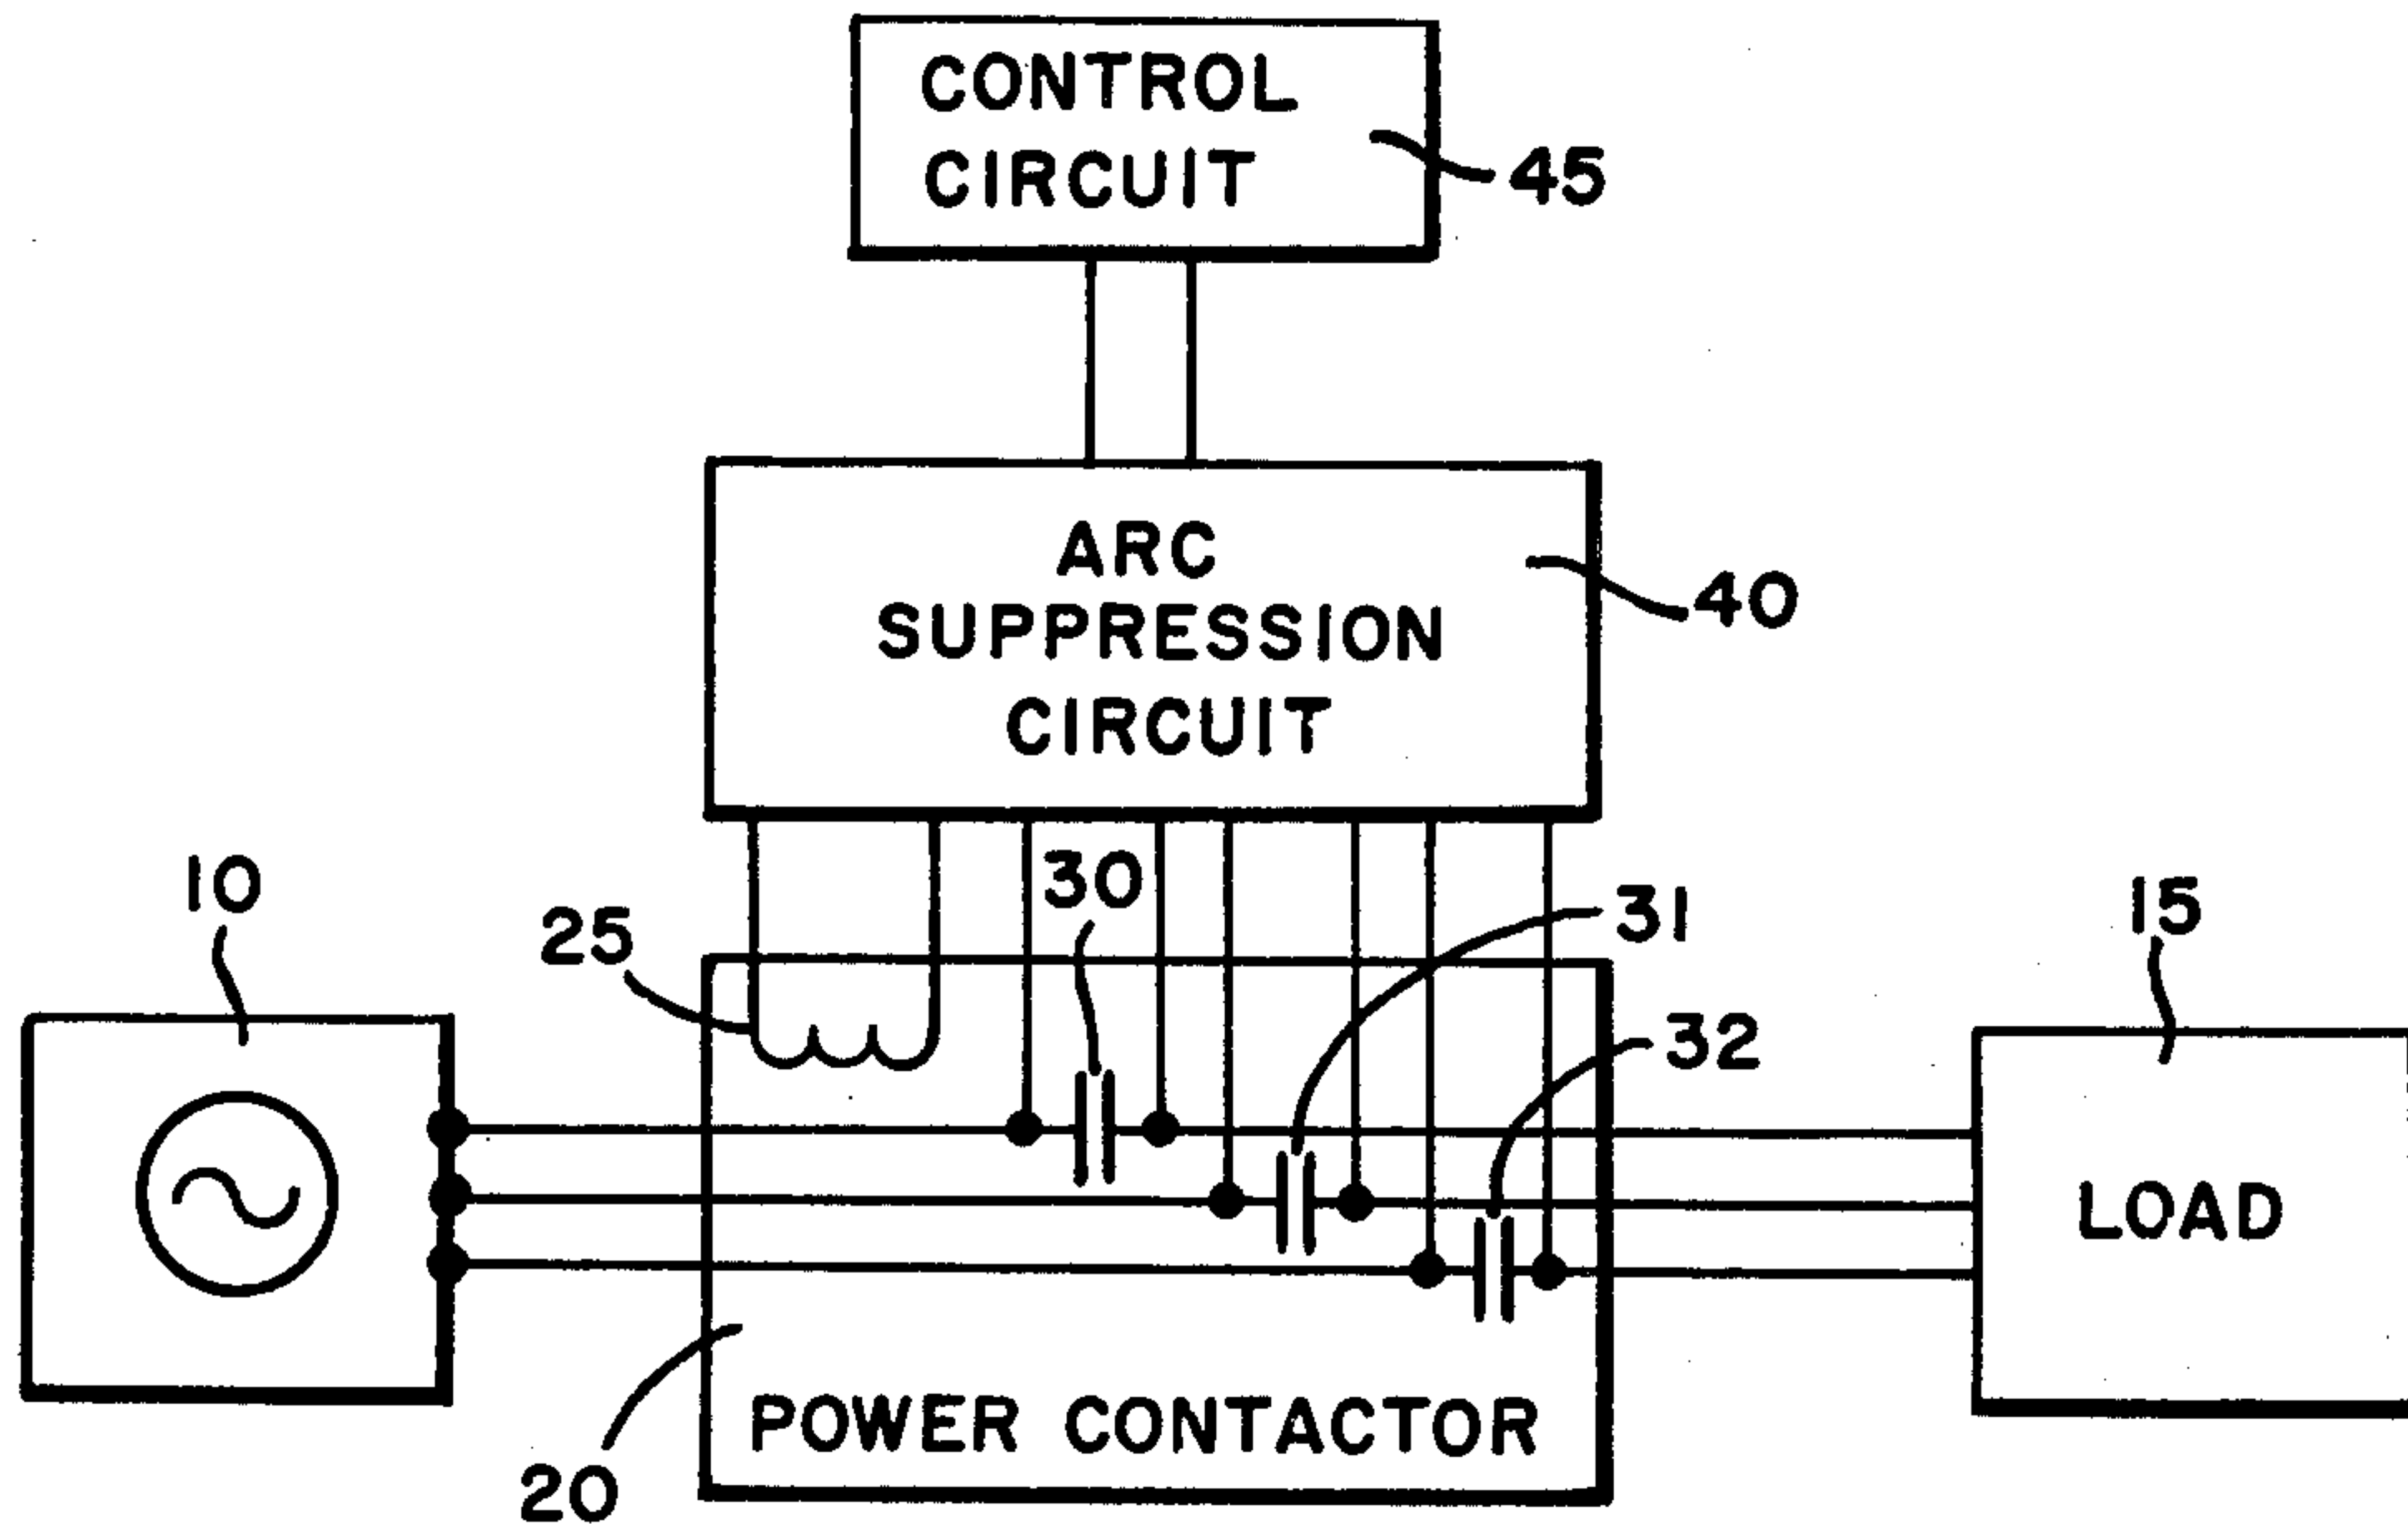 CONTROL
CIRCUIT
45
ARC
SUPPRESSION
CIRCUIT
40
10
25
30
31
15
32
LOAD
POWER CONTACTOR
20